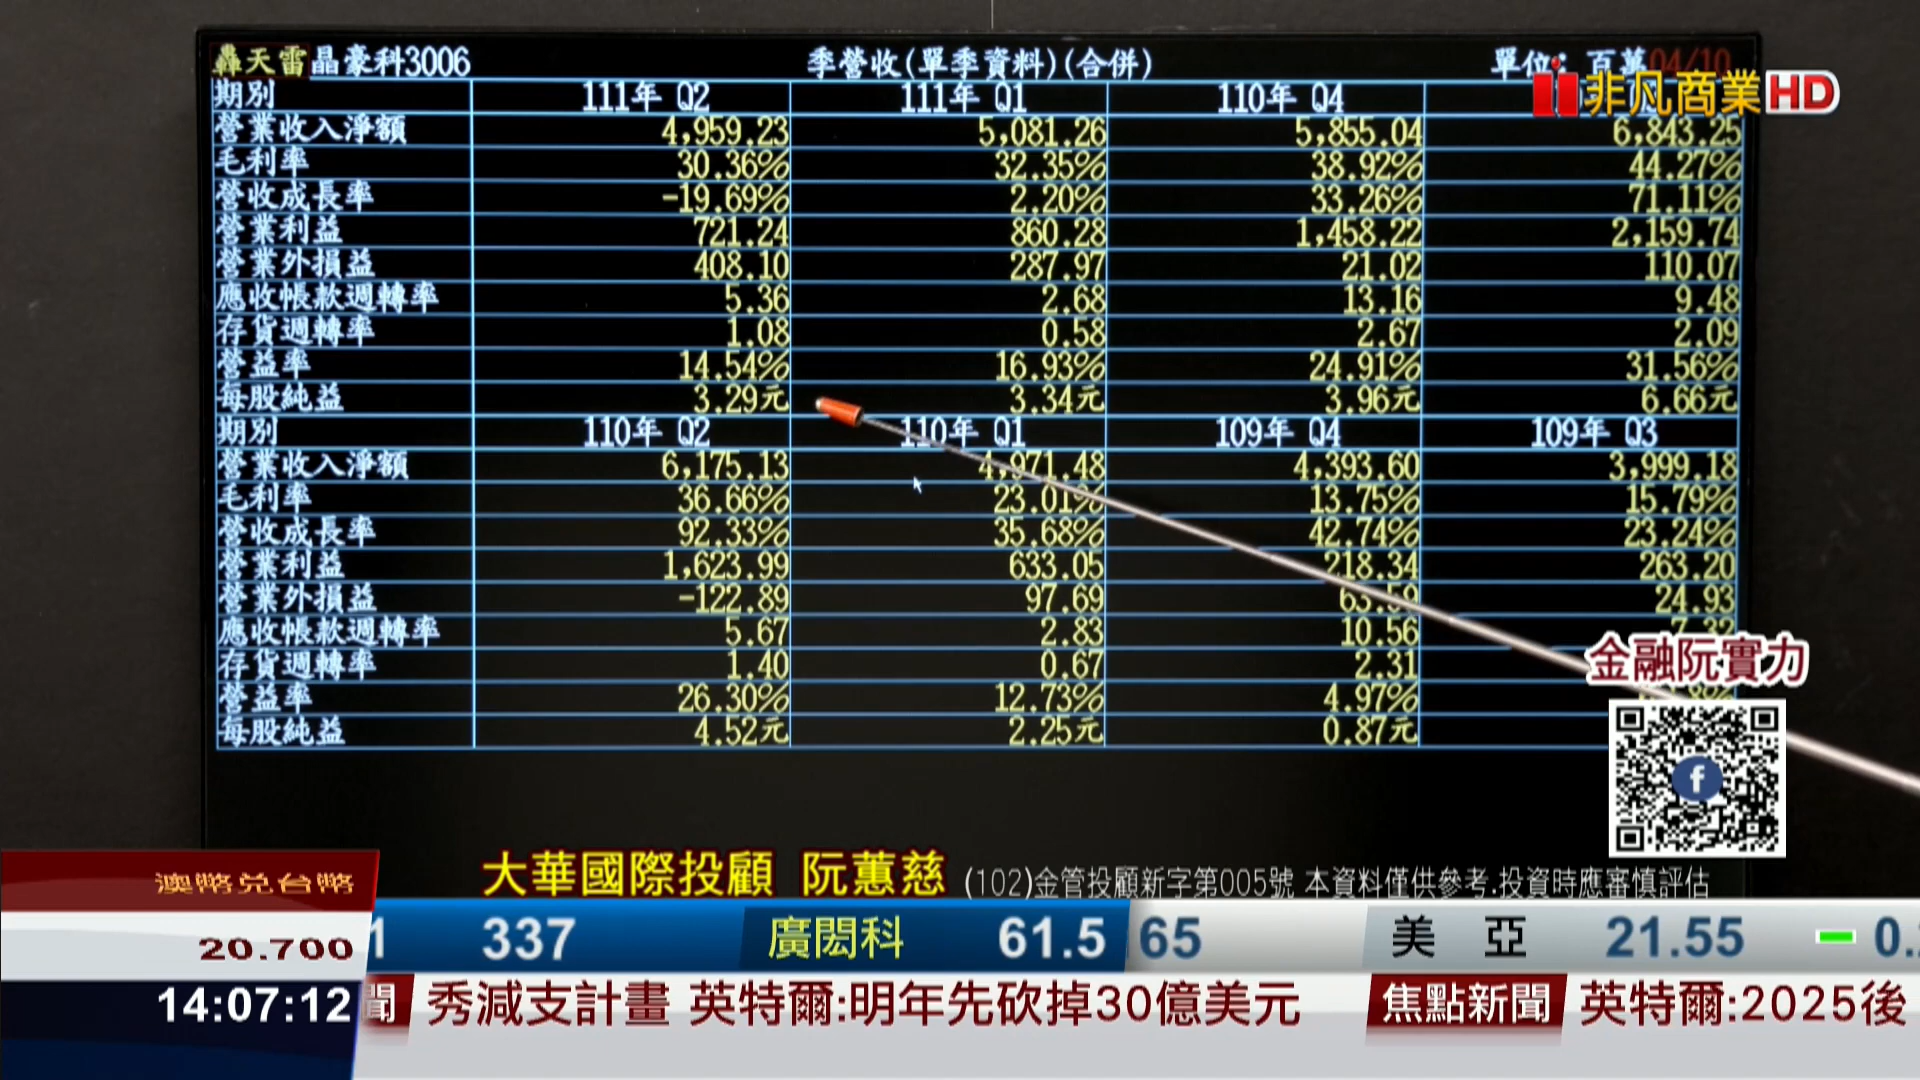 轟天雷 晶豪科3006 季營收(單季資料)(合併) 單位: 百萬 04/10
非凡商業HD
期別 111年 Q2 111年 Q1 110年 Q4
營業收入淨額 4,959.23 5,081.26 5,855.04 6,843.25
毛利率 30.36% 32.35% 38.92% 44.27%
營收成長率 -19.69% 2.20% 33.26% 71.11%
營業利益 721.24 860.28 1,458.22 2,159.74
營業外損益 408.10 287.97 21.02 110.07
應收帳款週轉率 5.36 2.68 13.16 9.48
存貨週轉率 1.08 0.58 2.67 2.09
營益率 14.54% 16.93% 24.91% 31.56%
每股純益 3.29元 3.34元 3.96元 6.66元
期別 110年 Q2 110年 Q1 109年 Q4 109年 Q3
營業收入淨額 6,175.13 4,971.48 4,393.60 3,999.18
毛利率 36.66% 23.01% 13.75% 15.79%
營收成長率 92.33% 35.68% 42.74% 23.24%
營業利益 1,623.99 633.05 218.34 263.20
營業外損益 -122.89 97.69 63.59 24.93
應收帳款週轉率 5.67 2.83 10.56 7.32
存貨週轉率 1.40 0.67 2.31
營益率 26.30% 12.73% 4.97%
每股純益 4.52元 2.25元 0.87元
金融阮實力
大華國際投顧 阮蕙慈 (102)金管投顧新字第005號 本資料僅供參考.投資時應審慎評估
澳幣兌台幣
20.700
1 337 廣閎科 61.5 65 美 亞 21.55 0.
14:07:12
聞 秀減支計畫 英特爾:明年先砍掉30億美元 焦點新聞 英特爾:2025後